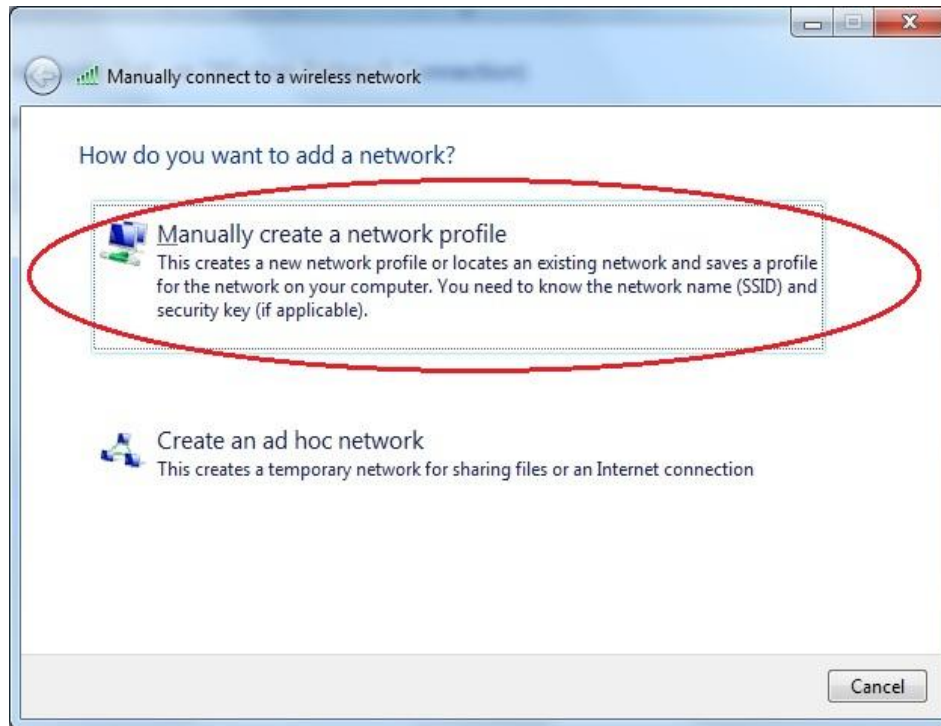 Manually connect to a wireless network
How do you want to add a network?
Manually create a network profile
This creates a new network profile or locates an existing network and saves a profile
for the network on your computer. You need to know the network name (SSID) and
security key (if applicable).
Create an ad hoc network
This creates a temporary network for sharing files or an Internet connection
Cancel